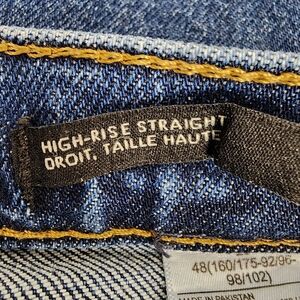 HIGH-RISE STRAIGHT
DROIT, TAILLE HAUTE
48(160/175-92/96-
98/102)
MADE IN PAKISTAN